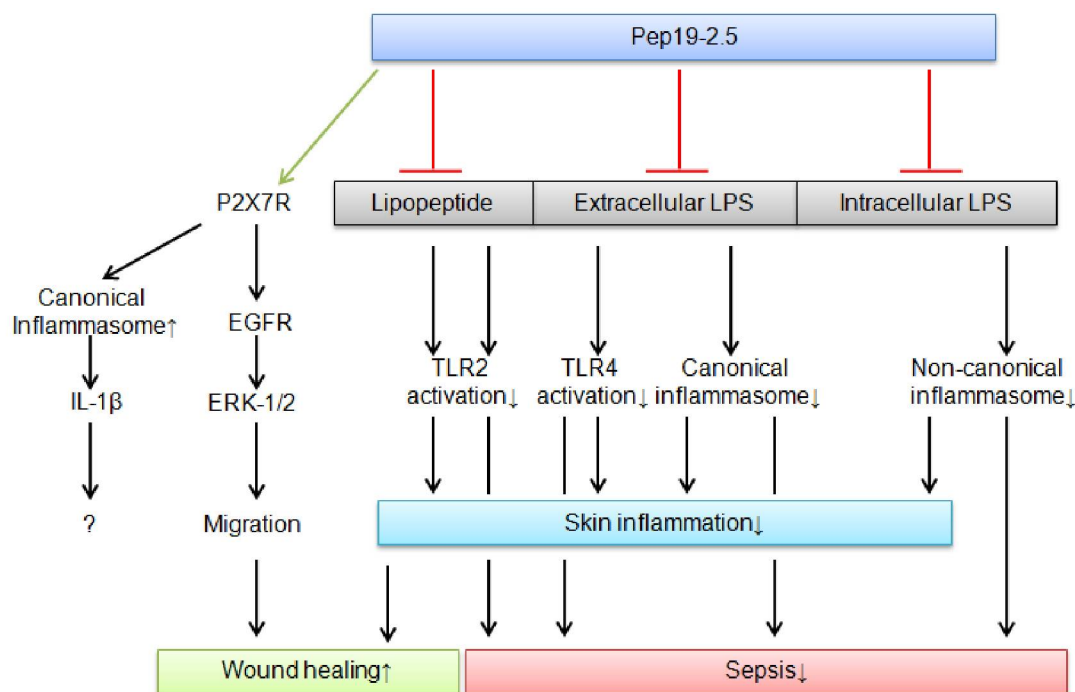 Pep19-2.5
P2X7R
Lipopeptide
Extracellular LPS
Intracellular LPS
Canonical
Inflammasome↑
EGFR
TLR2
activation↓
TLR4
activation↓
Canonical
inflammasome↓
Non-canonical
inflammasome↓
IL-1β
ERK-1/2
?
Migration
Skin inflammation↓
Wound healing↑
Sepsis↓